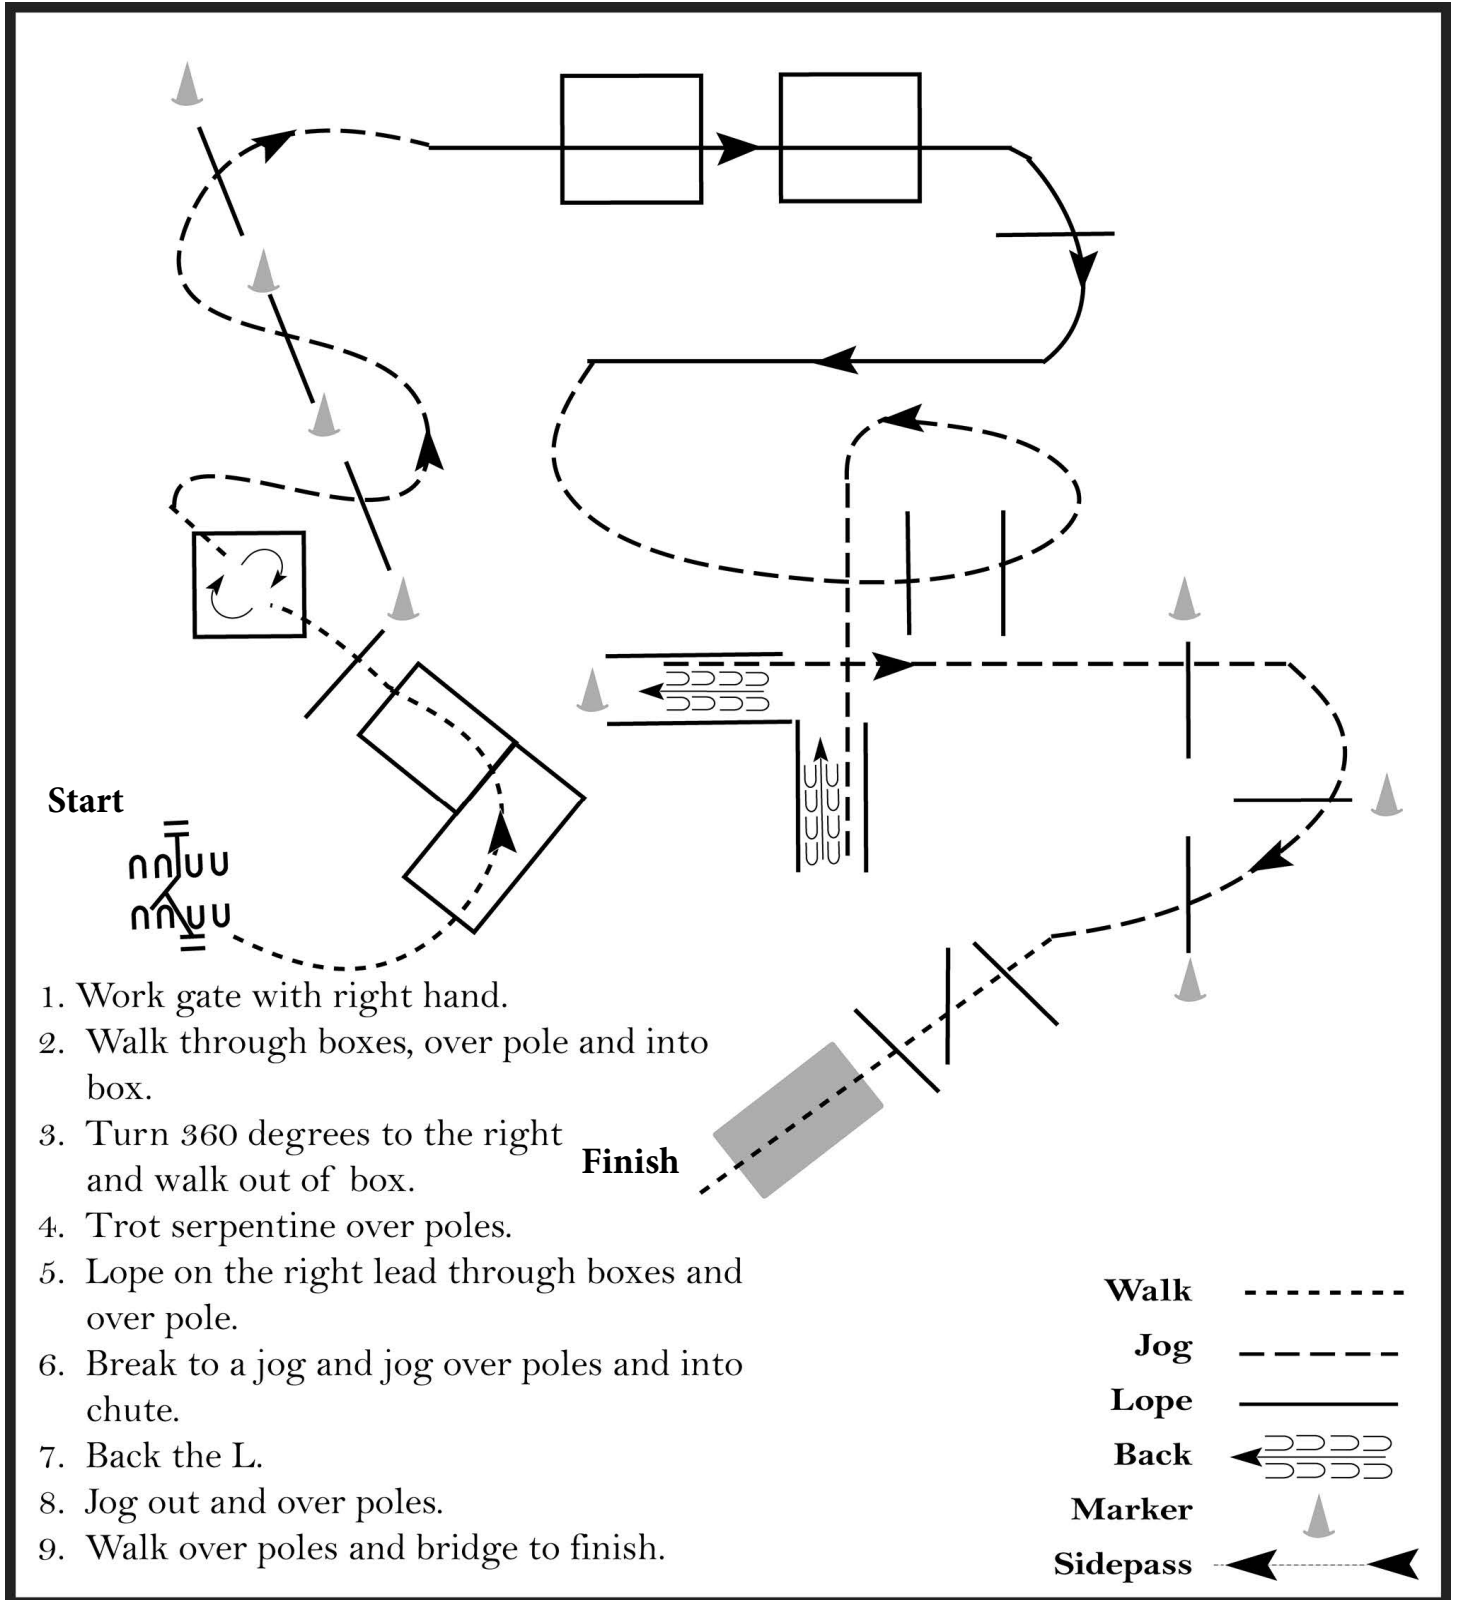 Start
1. Work gate with right hand.
2. Walk through boxes, over pole and into
box.
3. Turn 360 degrees to the right
and walk out of box.
4. Trot serpentine over poles.
5. Lope on the right lead through boxes and
over pole.
6. Break to a jog and jog over poles and into
chute.
7. Back the L.
8. Jog out and over poles.
9. Walk over poles and bridge to finish.
Finish
Walk
Jog
Lope
Back
Marker
Sidepass